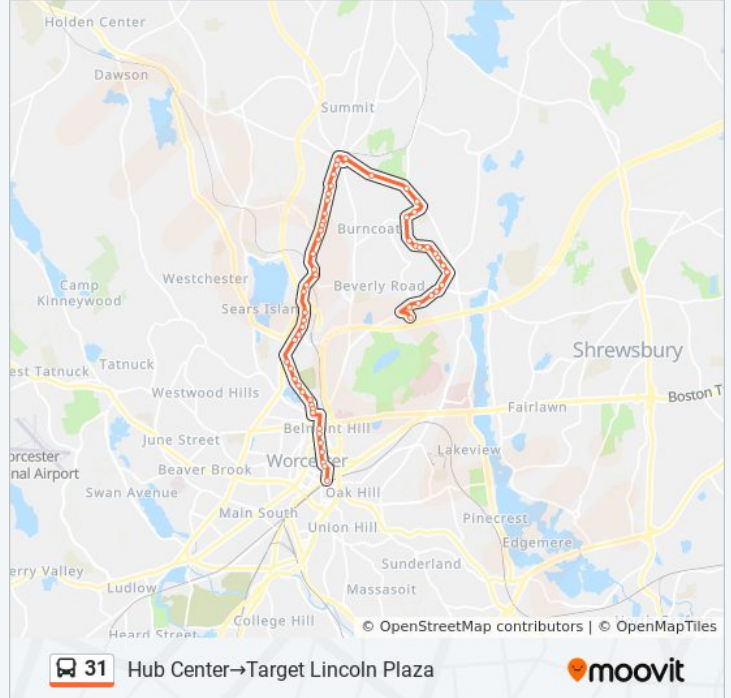 Holden Center
Dawson
Summit
Burncoat
Camp
Kinneywood
Westchester
Beverly Road
Sears Island
Shrewsbury
est Tatnuck
Tatnuck
Westwood Hills
Boston T
Fairlawn
June Street
Belmont Hill
orcester
nal Airport
Beaver Brook
Worcester
Lakeview
Swan Avenue
Oak Hill
Main South
Pinecrest
Union Hill
Edgemere
erry Valley
Sunderland
Ludlow
Massasoit
College Hill
Heard Street
© OpenStreetMap contributors | © OpenMapTiles
31 Hub Center→Target Lincoln Plaza
moovit